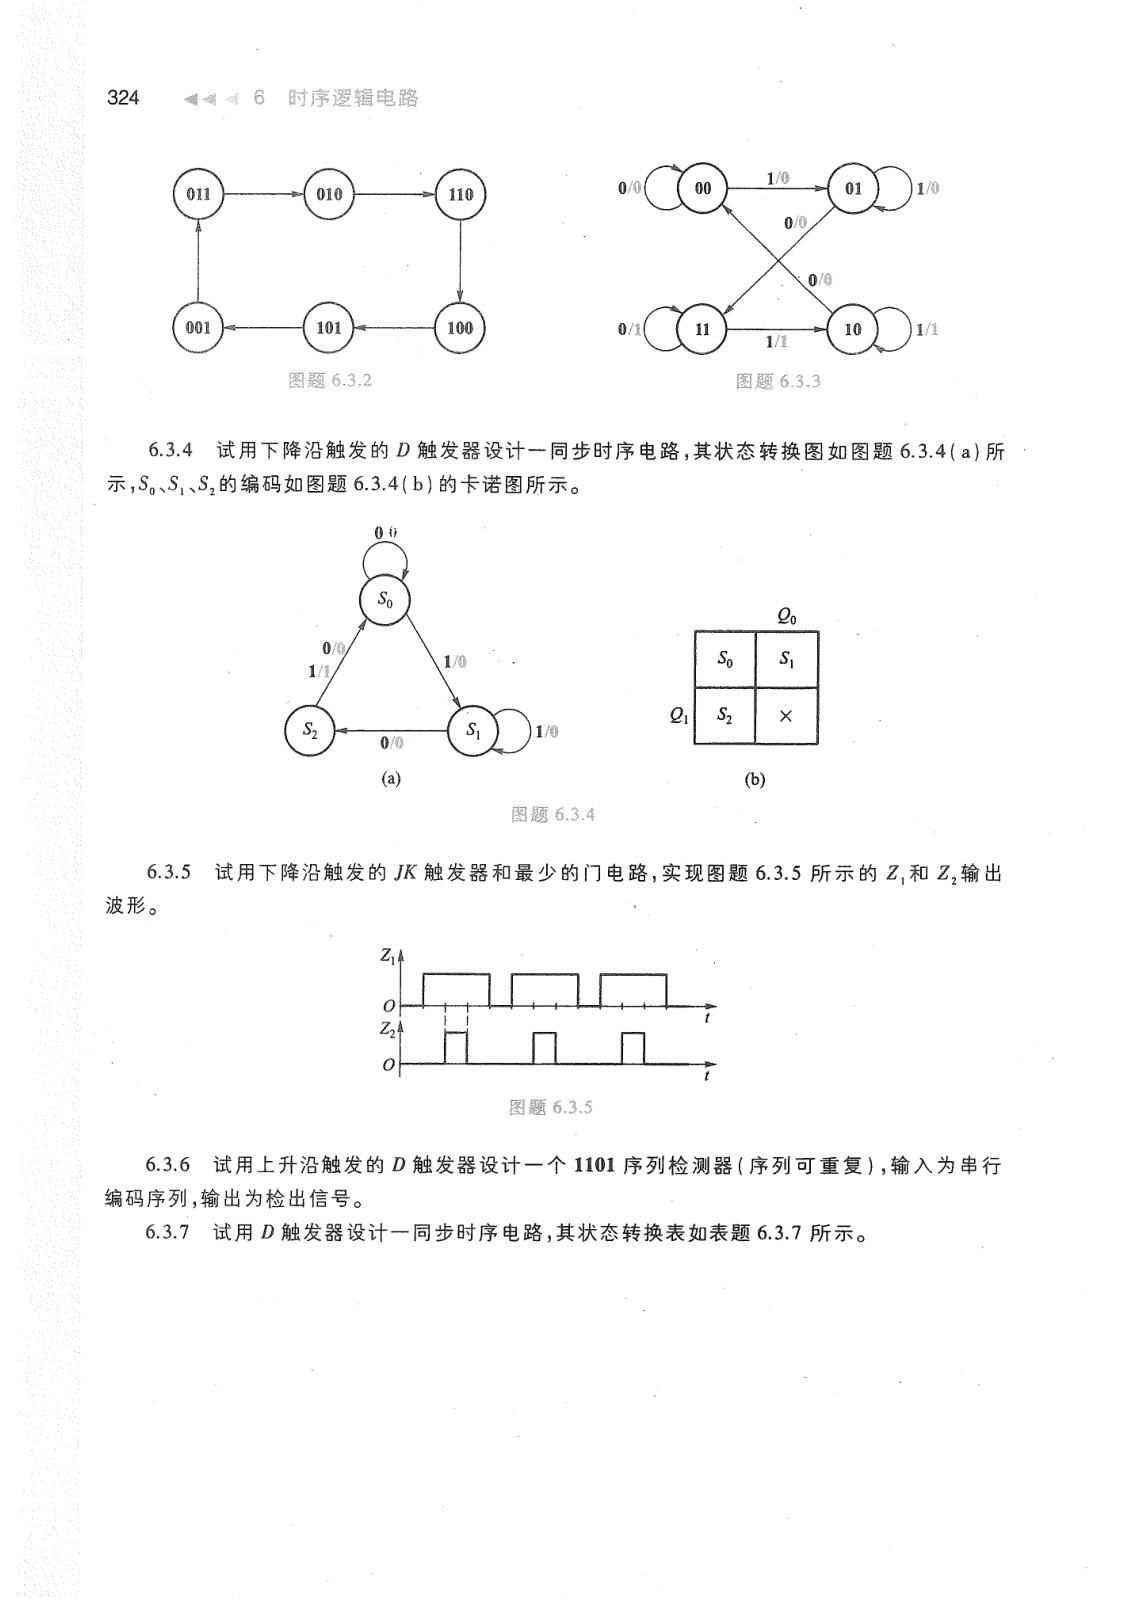 324 6 时序逻辑电路
011 010 110
001 101 100
图题 6.3.2
0/0 00 1/0 01 1/0
0/0
0/0
0/1 11 1/1 10 1/1
图题 6.3.3
6.3.4 试用下降沿触发的 D 触发器设计一同步时序电路,其状态转换图如图题 6.3.4(a)所
示,S₀、S₁、S₂的编码如图题 6.3.4(b)的卡诺图所示。
S₀
0/0
1/1
1/0
S₂ 0/0 S₁ 1/0
(a)
Q₀
S₀ S₁
Q₁ S₂ ×
(b)
图题 6.3.4
6.3.5 试用下降沿触发的 JK 触发器和最少的门电路,实现图题 6.3.5 所示的 Z₁和 Z₂输出
波形。
Z₁
O t
Z₂
O t
图题 6.3.5
6.3.6 试用上升沿触发的 D 触发器设计一个 1101 序列检测器(序列可重复),输入为串行
编码序列,输出为检出信号。
6.3.7 试用 D 触发器设计一同步时序电路,其状态转换表如表题 6.3.7 所示。